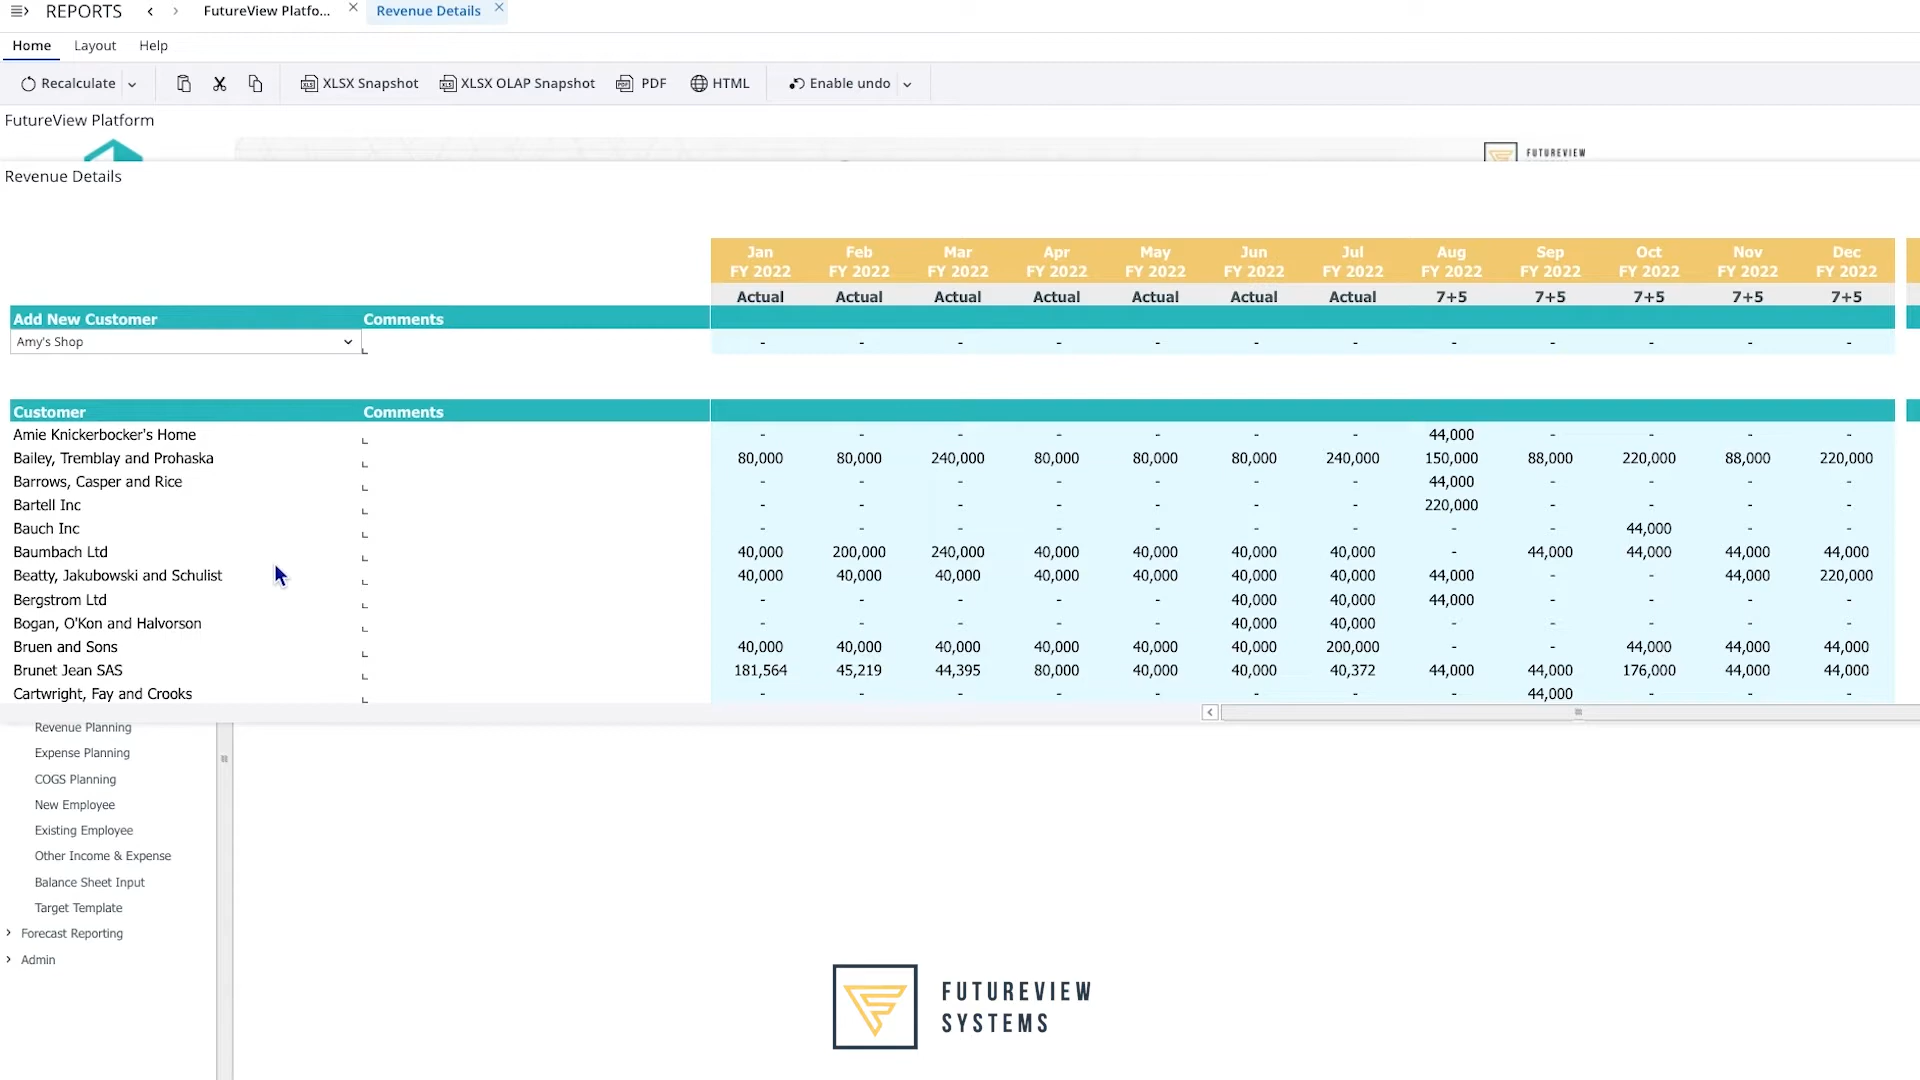 REPORTS FutureView Platfo... Revenue Details
Home Layout Help
Recalculate XLSX Snapshot XLSX OLAP Snapshot PDF HTML Enable undo
FutureView Platform
FUTUREVIEW
Revenue Details
Jan Feb Mar Apr May Jun Jul Aug Sep Oct Nov Dec
FY 2022 FY 2022 FY 2022 FY 2022 FY 2022 FY 2022 FY 2022 FY 2022 FY 2022 FY 2022 FY 2022 FY 2022
Actual Actual Actual Actual Actual Actual Actual 7+5 7+5 7+5 7+5 7+5
Add New Customer Comments
Amy's Shop - - - - - - - - - - - -
Customer Comments
Amie Knickerbocker's Home - - - - - - - 44,000 - - - -
Bailey, Tremblay and Prohaska 80,000 80,000 240,000 80,000 80,000 80,000 240,000 150,000 88,000 220,000 88,000 220,000
Barrows, Casper and Rice - - - - - - - 44,000 - - - -
Bartell Inc - - - - - - - 220,000 - - - -
Bauch Inc - - - - - - - - - 44,000 - -
Baumbach Ltd 40,000 200,000 240,000 40,000 40,000 40,000 40,000 - 44,000 44,000 44,000 44,000
Beatty, Jakubowski and Schulist 40,000 40,000 40,000 40,000 40,000 40,000 40,000 44,000 - - 44,000 220,000
Bergstrom Ltd - - - - - 40,000 40,000 44,000 - - - -
Bogan, O'Kon and Halvorson - - - - - 40,000 40,000 - - - - -
Bruen and Sons 40,000 40,000 40,000 40,000 40,000 40,000 200,000 - - 44,000 44,000 44,000
Brunet Jean SAS 181,564 45,219 44,395 80,000 40,000 40,000 40,372 44,000 44,000 176,000 44,000 44,000
Cartwright, Fay and Crooks - - - - - - - - 44,000 - - -
Revenue Planning
Expense Planning
COGS Planning
New Employee
Existing Employee
Other Income & Expense
Balance Sheet Input
Target Template
Forecast Reporting
Admin
FUTUREVIEW
SYSTEMS